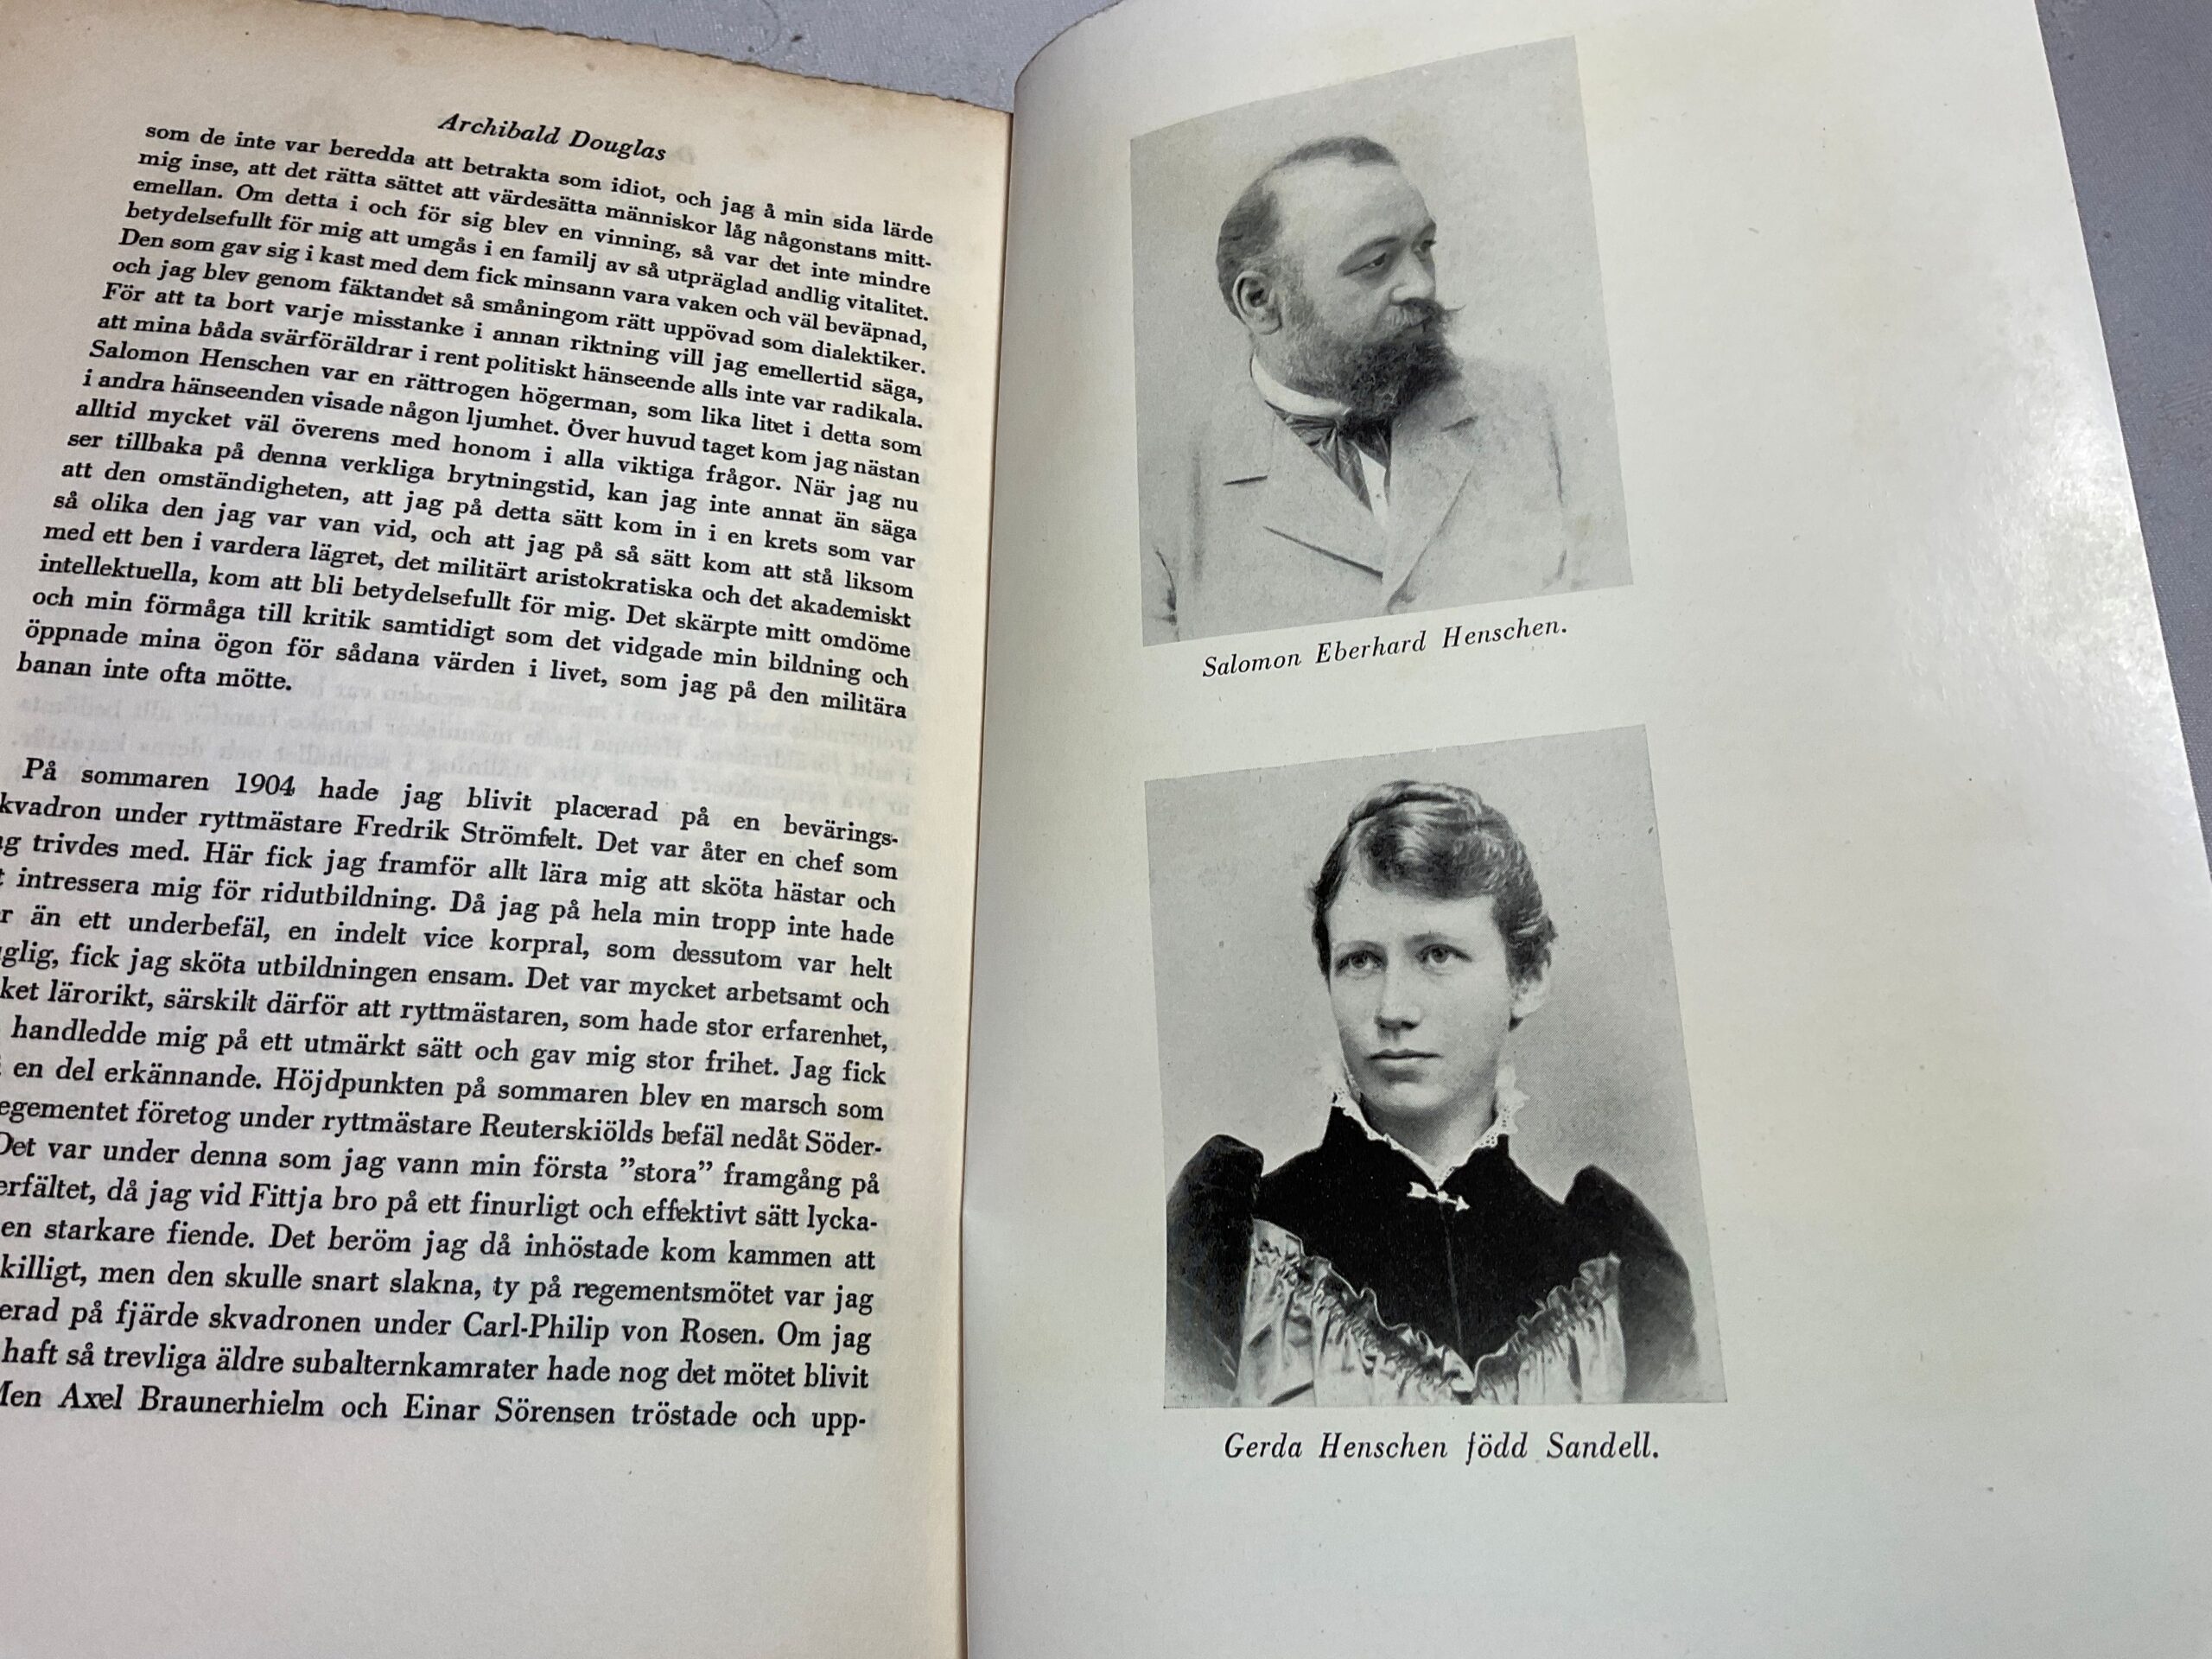 Archibald Douglas
som de inte var beredda att betrakta som idiot, och jag å min sida lärde
mig inse, att det rätta sättet att värdesätta människor låg någonstans mitt-
emellan. Om detta i och för sig blev en vinning, så var det inte mindre
betydelsefullt för mig att umgås i en familj av så utpräglad andlig vitalitet.
Den som gav sig i kast med dem fick minsann vara vaken och väl beväpnad,
och jag blev genom fäktandet så småningom rätt uppövad som dialektiker.
För att ta bort varje misstanke i annan riktning vill jag emellertid säga,
att mina båda svärföräldrar i rent politiskt hänseende alls inte var radikala.
Salomon Henschen var en rättrogen högerman, som lika litet i detta som
i andra hänseenden visade någon ljumhet. Över huvud taget kom jag nästan
alltid mycket väl överens med honom i alla viktiga frågor. När jag nu
ser tillbaka på denna verkliga brytningstid, kan jag inte annat än säga
att den omständigheten, att jag på detta sätt kom in i en krets som var
så olika den jag var van vid, och att jag på så sätt kom att stå liksom
med ett ben i vardera lägret, det militärt aristokratiska och det akademiskt
intellektuella, kom att bli betydelsefullt för mig. Det skärpte mitt omdöme
och min förmåga till kritik samtidigt som det vidgade min bildning och
öppnade mina ögon för sådana värden i livet, som jag på den militära
banan inte ofta mötte.
På sommaren 1904 hade jag blivit placerad på en bevärings-
kvadron under ryttmästare Fredrik Strömfelt. Det var åter en chef som
trivdes med. Här fick jag framför allt lära mig att sköta hästar och
intressera mig för ridutbildning. Då jag på hela min tropp inte hade
än ett underbefäl, en indelt vice korpral, som dessutom var helt
glig, fick jag sköta utbildningen ensam. Det var mycket arbetsamt och
ket lärorikt, särskilt därför att ryttmästaren, som hade stor erfarenhet,
handledde mig på ett utmärkt sätt och gav mig stor frihet. Jag fick
en del erkännande. Höjdpunkten på sommaren blev en marsch som
egementet företog under ryttmästare Reuterskiölds befäl nedåt Söder-
Det var under denna som jag vann min första ”stora” framgång på
erfältet, då jag vid Fittja bro på ett finurligt och effektivt sätt lycka-
en starkare fiende. Det beröm jag då inhöstade kom kammen att
killigt, men den skulle snart slakna, ty på regementsmötet var jag
erad på fjärde skvadronen under Carl-Philip von Rosen. Om jag
haft så trevliga äldre subalternkamrater hade nog det mötet blivit
Men Axel Braunerhielm och Einar Sörensen tröstade och upp-
Salomon Eberhard Henschen.
Gerda Henschen född Sandell.